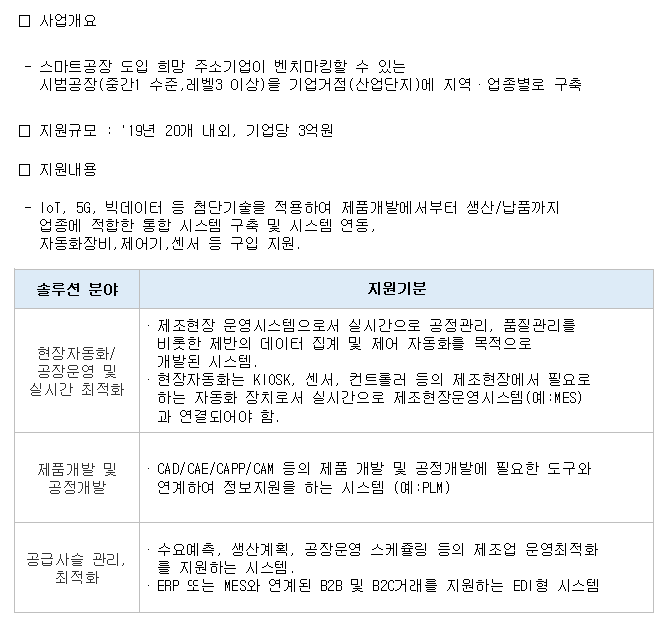 □ 사업개요
- 스마트공장 도입 희망 주소기업이 벤치마킹할 수 있는
시범공장(중간1 수준,레벨3 이상)을 기업거점(산업단지)에 지역·업종별로 구축
□ 지원규모 : '19년 20개 내외, 기업당 3억원
□ 지원내용
- IoT, 5G, 빅데이터 등 첨단기술을 적용하여 제품개발에서부터 생산/납품까지
업종에 적합한 통합 시스템 구축 및 시스템 연동,
자동화장비,제어기,센서 등 구입 지원.
솔루션 분야
지원기분
현장자동화/
공장운영 및
실시간 최적화
· 제조현장 운영시스템으로서 실시간으로 공정관리, 품질관리를
비롯한 제반의 데이터 집계 및 제어 자동화를 목적으로
개발된 시스템.
· 현장자동화는 KIOSK, 센서, 컨트롤러 등의 제조현장에서 필요로
하는 자동화 장치로서 실시간으로 제조현장운영시스템(예:MES)
과 연결되어야 함.
제품개발 및
공정개발
· CAD/CAE/CAPP/CAM 등의 제품 개발 및 공정개발에 필요한 도구와
연계하여 정보지원을 하는 시스템 (예:PLM)
공급사슬 관리,
최적화
· 수요예측, 생산계획, 공장운영 스케쥴링 등의 제조업 운영최적화
를 지원하는 시스템.
· ERP 또는 MES와 연계된 B2B 및 B2C거래를 지원하는 EDI형 시스템